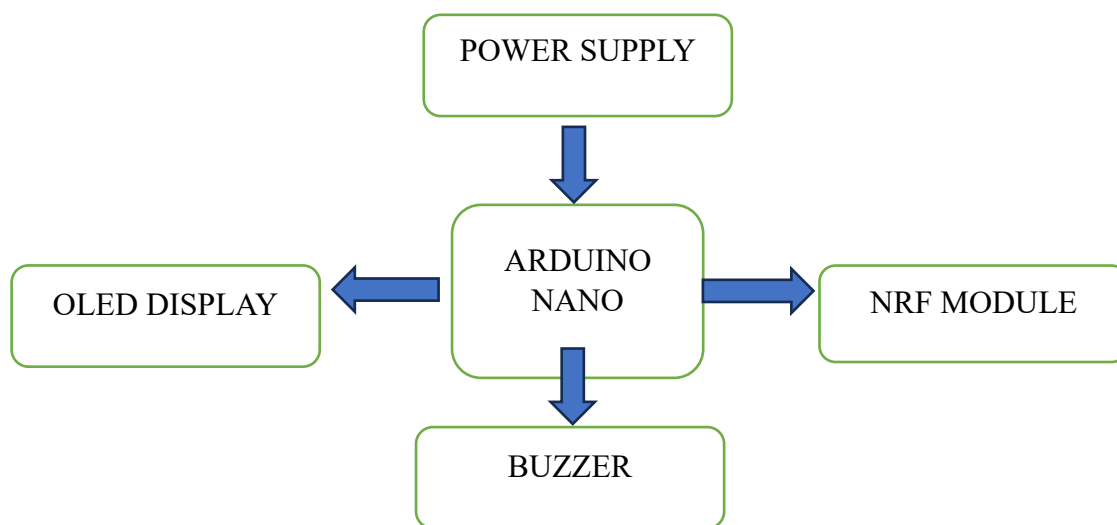 POWER SUPPLY
ARDUINO
NANO
OLED DISPLAY
NRF MODULE
BUZZER